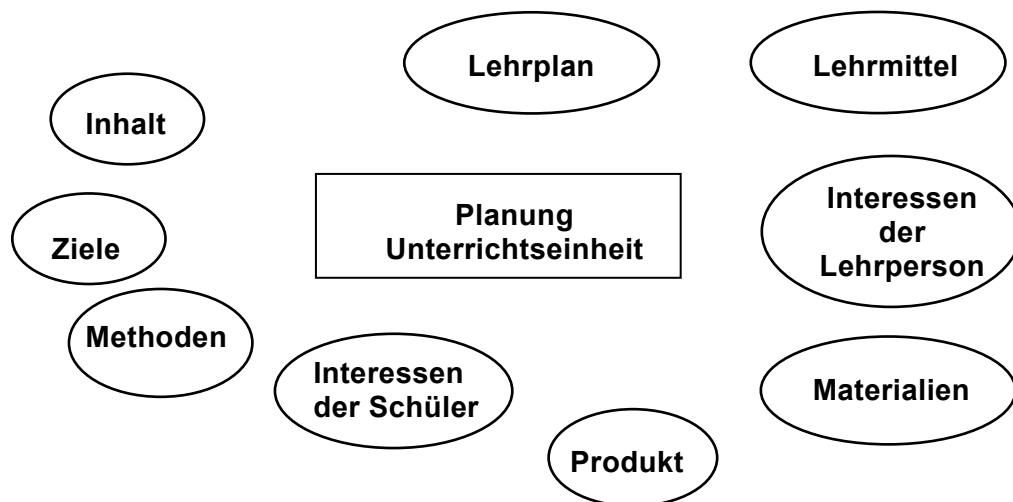 Lehrplan
Lehrmittel
Inhalt
Planung
Unterrichtseinheit
Interessen
der
Lehrperson
Ziele
Methoden
Interessen
der Schüler
Materialien
Produkt